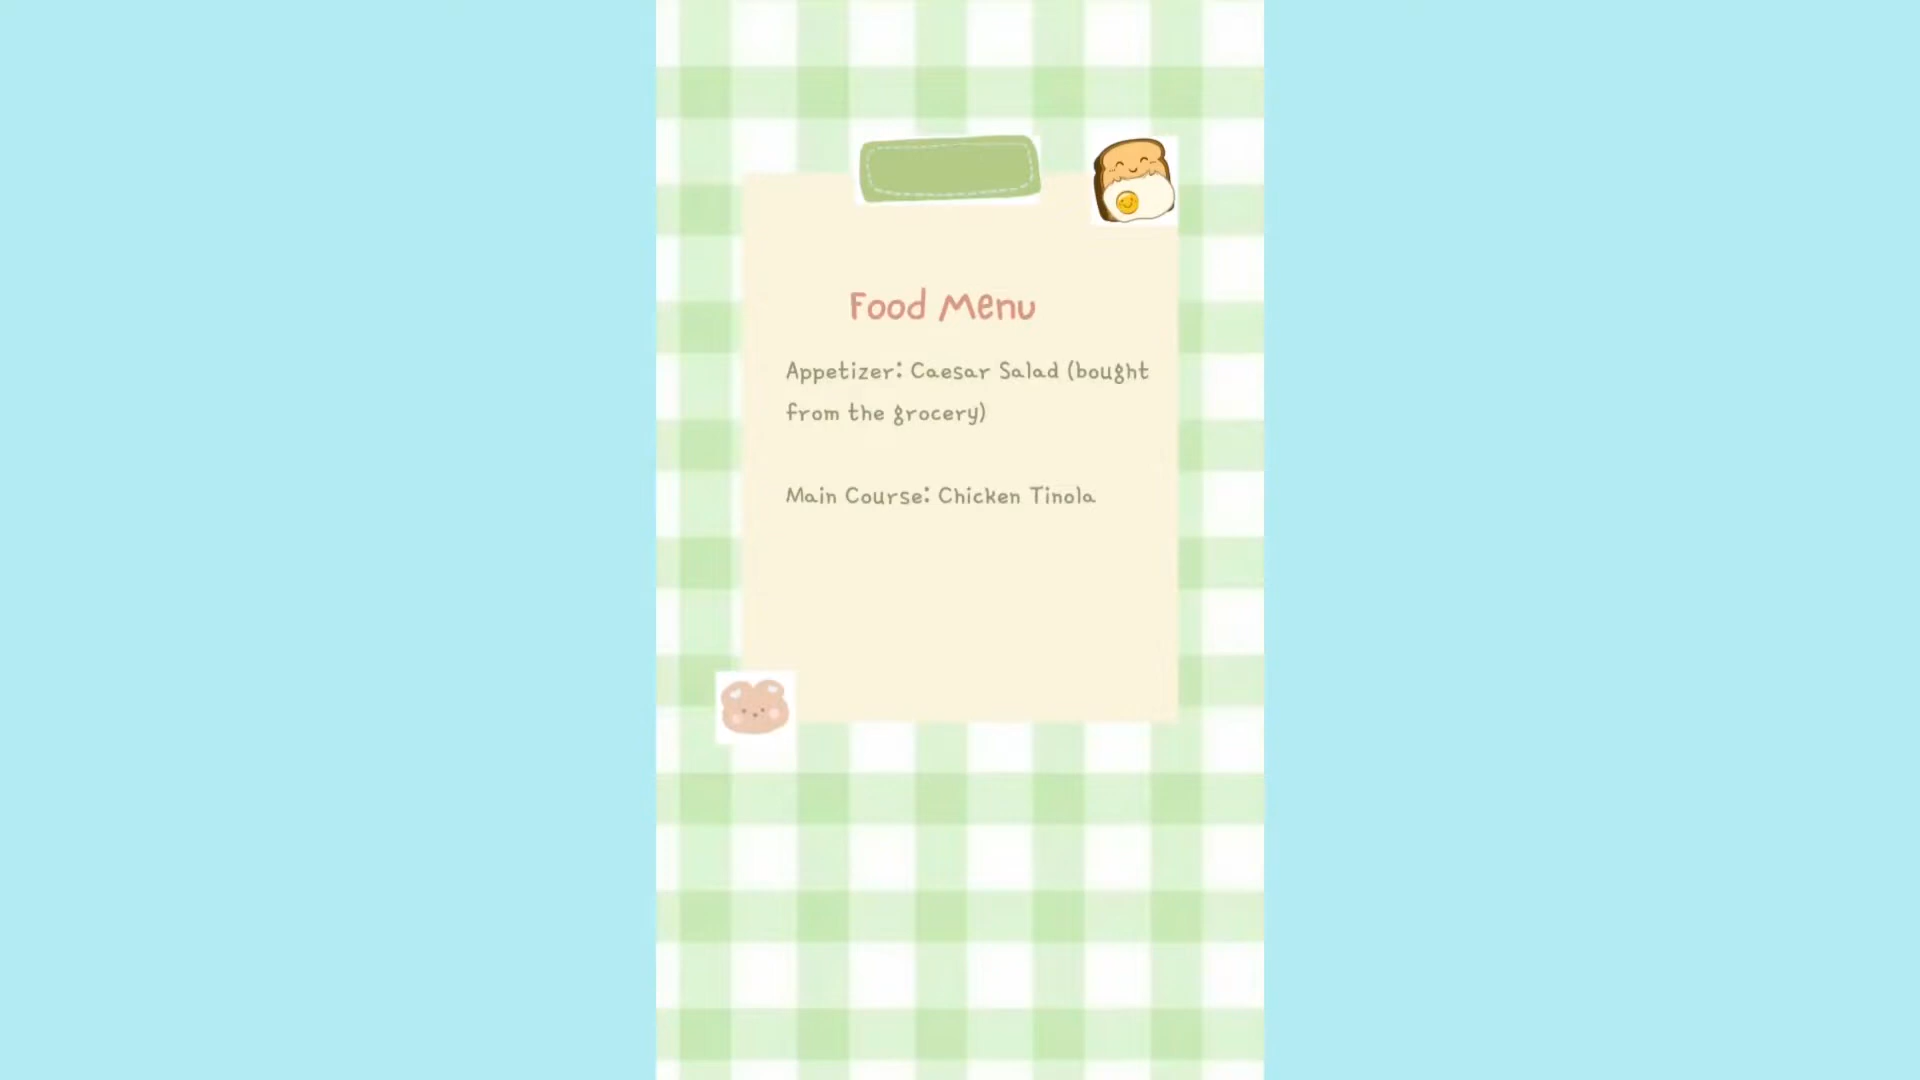 Food Menu
Appetizer: Caesar Salad (bought
from the grocery)
Main Course: Chicken Tinola